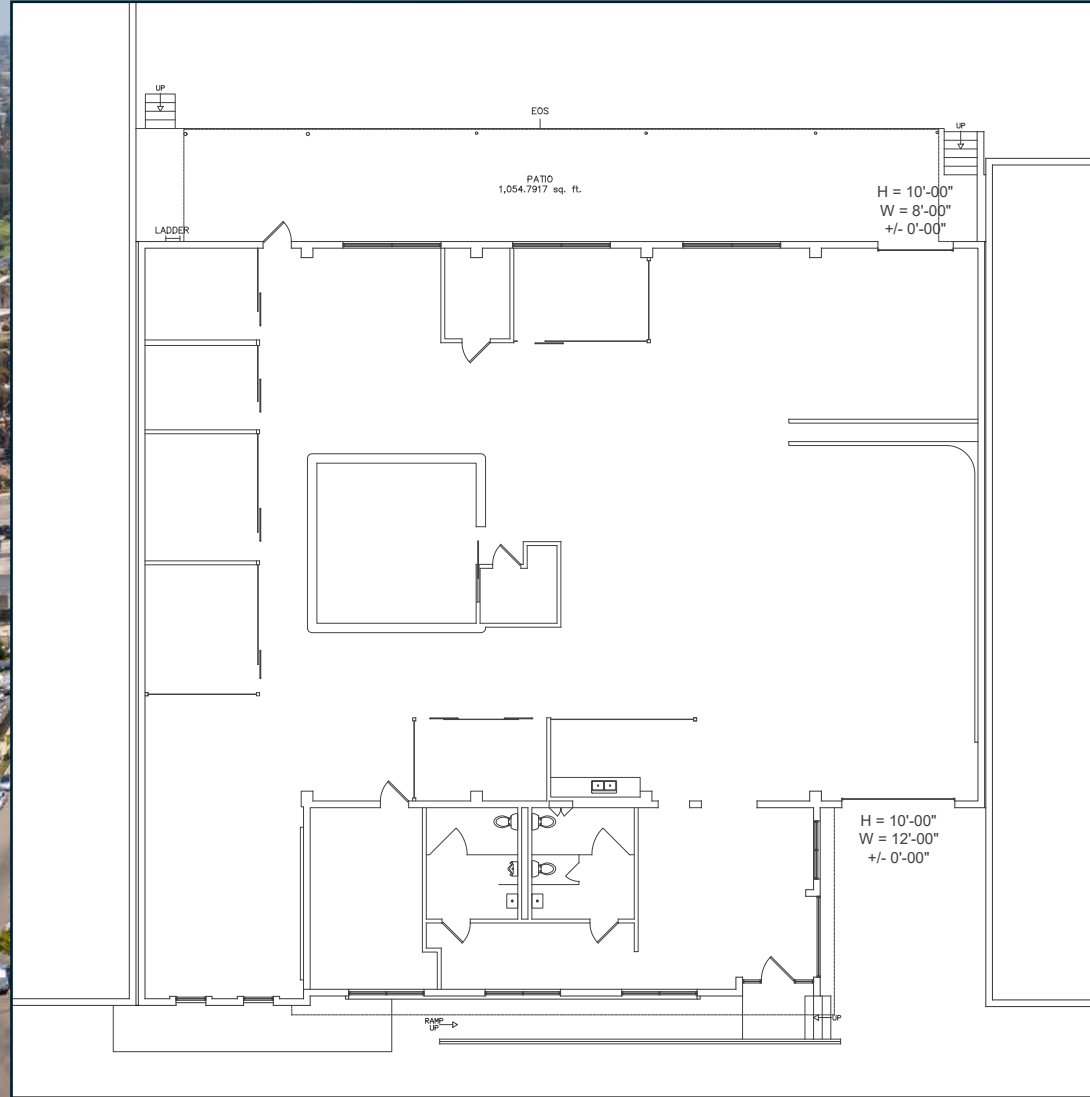 UP
EOS
UP
PATIO
1,054.7917 sq. ft.
H = 10'-00"
W = 8'-00"
+/- 0'-00"
LADDER
H = 10'-00"
W = 12'-00"
+/- 0'-00"
RAMP
UP
UP